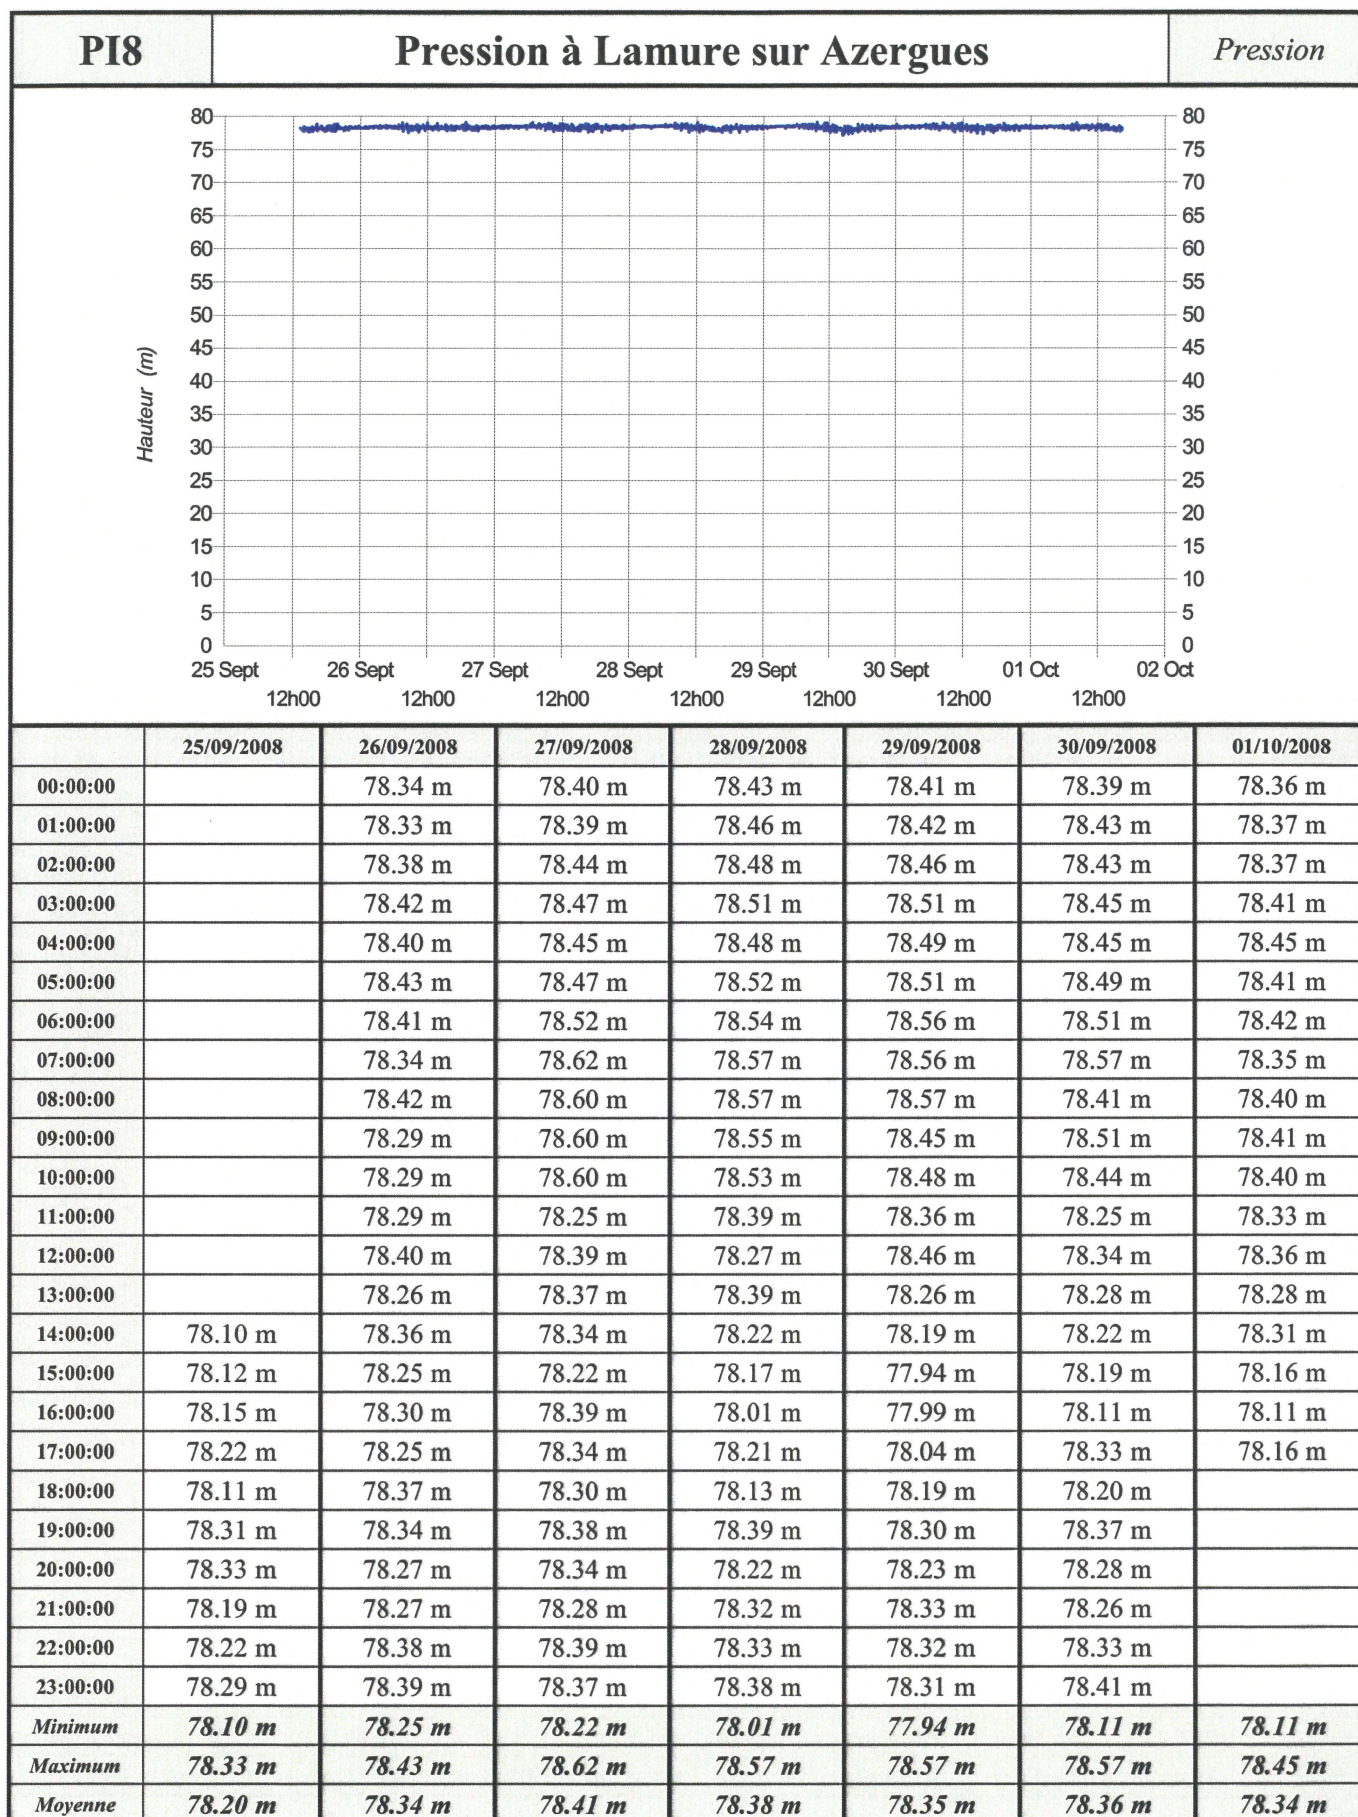 PI8 Pression à Lamure sur Azergues Pression
80 80
75 75
70 70
65 65
60 60
55 55
50 50
45 45
40 40
35 35
30 30
25 25
20 20
15 15
10 10
5 5
0 0
Hauteur (m)
25 Sept 26 Sept 27 Sept 28 Sept 29 Sept 30 Sept 01 Oct 02 Oct
12h00 12h00 12h00 12h00 12h00 12h00 12h00
25/09/2008 26/09/2008 27/09/2008 28/09/2008 29/09/2008 30/09/2008 01/10/2008
00:00:00 78.34 m 78.40 m 78.43 m 78.41 m 78.39 m 78.36 m
01:00:00 78.33 m 78.39 m 78.46 m 78.42 m 78.43 m 78.37 m
02:00:00 78.38 m 78.44 m 78.48 m 78.46 m 78.43 m 78.37 m
03:00:00 78.42 m 78.47 m 78.51 m 78.51 m 78.45 m 78.41 m
04:00:00 78.40 m 78.45 m 78.48 m 78.49 m 78.45 m 78.45 m
05:00:00 78.43 m 78.47 m 78.52 m 78.51 m 78.49 m 78.41 m
06:00:00 78.41 m 78.52 m 78.54 m 78.56 m 78.51 m 78.42 m
07:00:00 78.34 m 78.62 m 78.57 m 78.56 m 78.57 m 78.35 m
08:00:00 78.42 m 78.60 m 78.57 m 78.57 m 78.41 m 78.40 m
09:00:00 78.29 m 78.60 m 78.55 m 78.45 m 78.51 m 78.41 m
10:00:00 78.29 m 78.60 m 78.53 m 78.48 m 78.44 m 78.40 m
11:00:00 78.29 m 78.25 m 78.39 m 78.36 m 78.25 m 78.33 m
12:00:00 78.40 m 78.39 m 78.27 m 78.46 m 78.34 m 78.36 m
13:00:00 78.26 m 78.37 m 78.39 m 78.26 m 78.28 m 78.28 m
14:00:00 78.10 m 78.36 m 78.34 m 78.22 m 78.19 m 78.22 m 78.31 m
15:00:00 78.12 m 78.25 m 78.22 m 78.17 m 77.94 m 78.19 m 78.16 m
16:00:00 78.15 m 78.30 m 78.39 m 78.01 m 77.99 m 78.11 m 78.11 m
17:00:00 78.22 m 78.25 m 78.34 m 78.21 m 78.04 m 78.33 m 78.16 m
18:00:00 78.11 m 78.37 m 78.30 m 78.13 m 78.19 m 78.20 m
19:00:00 78.31 m 78.34 m 78.38 m 78.39 m 78.30 m 78.37 m
20:00:00 78.33 m 78.27 m 78.34 m 78.22 m 78.23 m 78.28 m
21:00:00 78.19 m 78.27 m 78.28 m 78.32 m 78.33 m 78.26 m
22:00:00 78.22 m 78.38 m 78.39 m 78.33 m 78.32 m 78.33 m
23:00:00 78.29 m 78.39 m 78.37 m 78.38 m 78.31 m 78.41 m
Minimum 78.10 m 78.25 m 78.22 m 78.01 m 77.94 m 78.11 m 78.11 m
Maximum 78.33 m 78.43 m 78.62 m 78.57 m 78.57 m 78.57 m 78.45 m
Moyenne 78.20 m 78.34 m 78.41 m 78.38 m 78.35 m 78.36 m 78.34 m